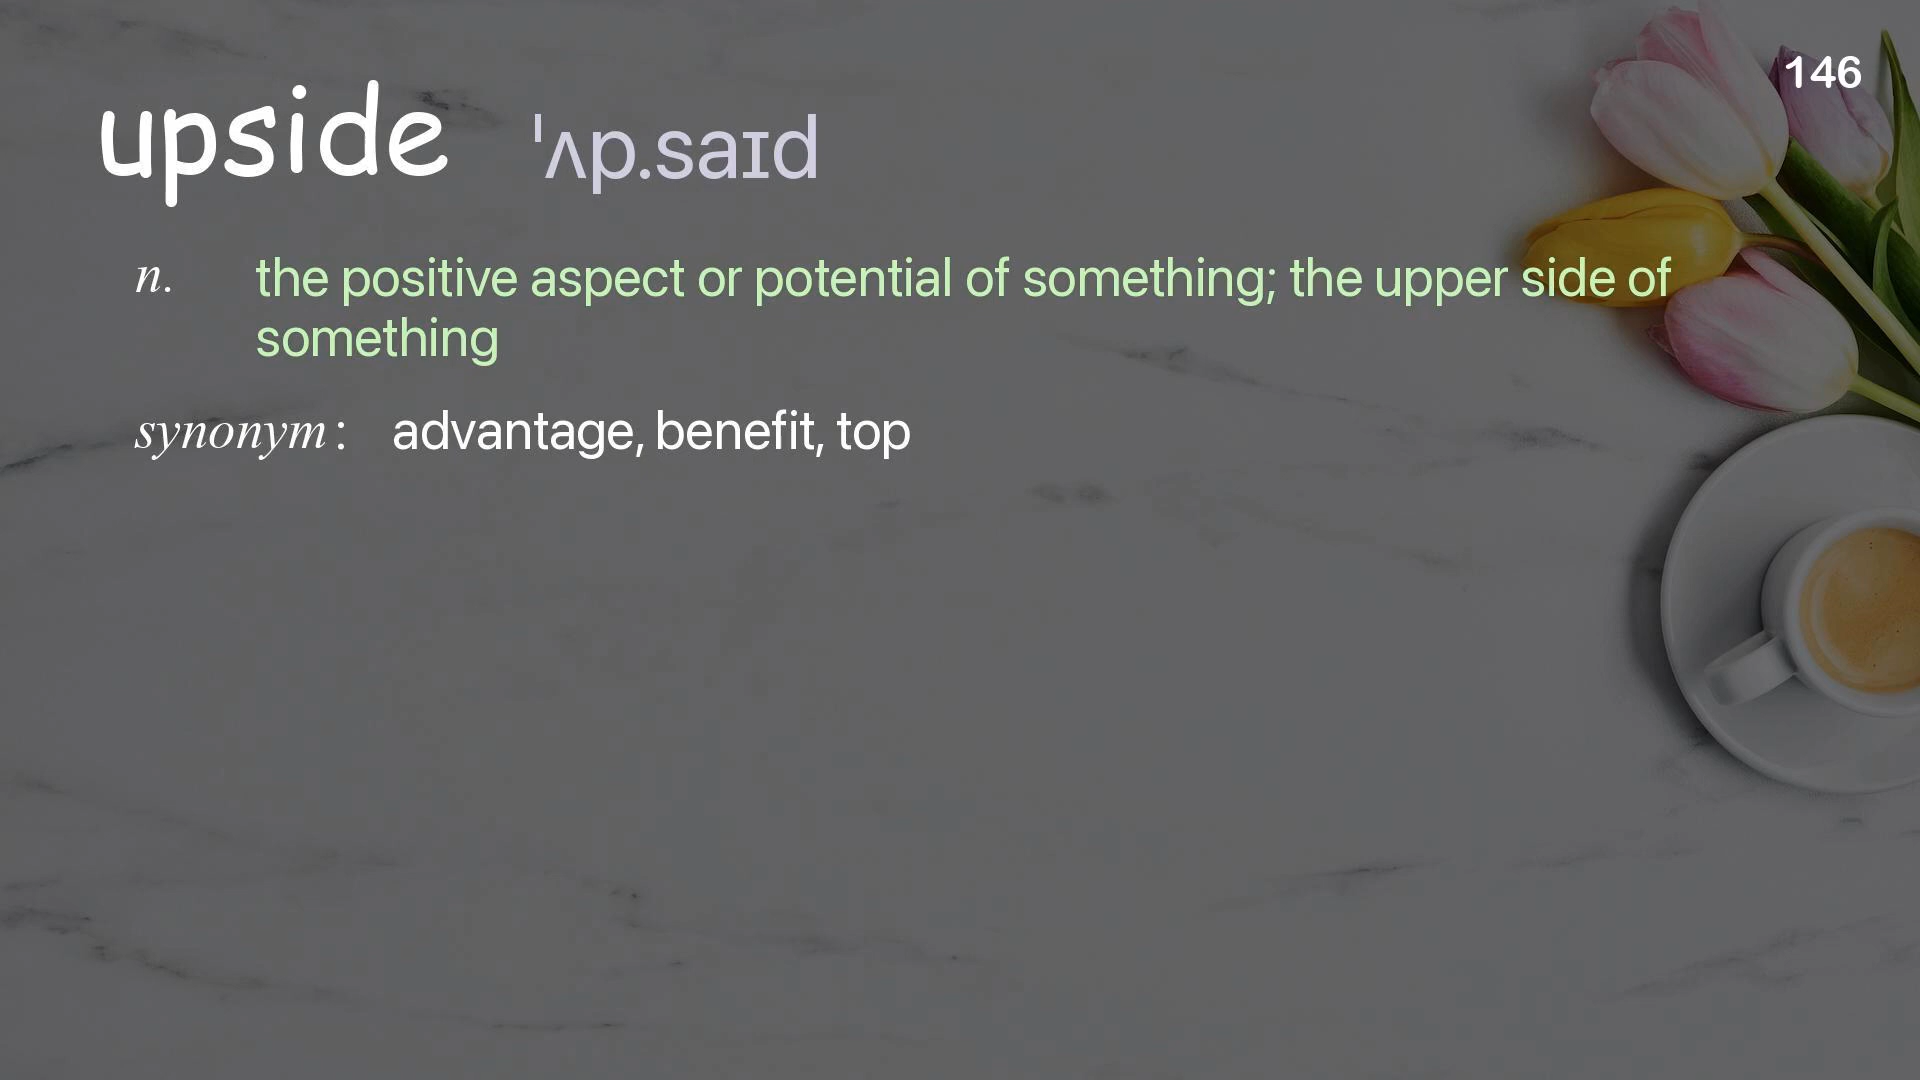 146
upside ˈʌp.saɪd
n. the positive aspect or potential of something; the upper side of
something
synonym: advantage, benefit, top